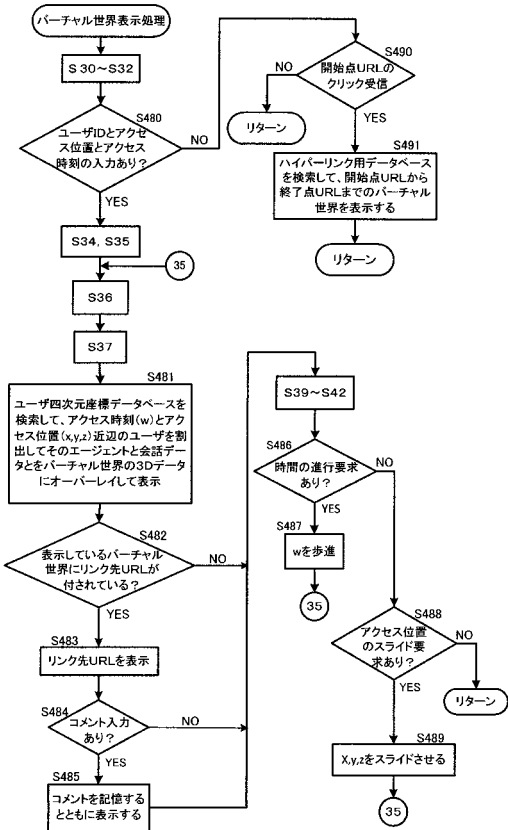 バーチャル世界表示処理
S30～S32
S480
ユーザIDとアクセ
ス位置とアクセス
時刻の入力あり?
NO
YES
S34, S35
35
S36
S37
S481
ユーザ四次元座標データベースを
検索して、アクセス時刻(w)とアク
セス位置(x,y,z)近辺のユーザを割
出してそのエージェントと会話デー
タとをバーチャル世界の3Dデータ
にオーバーレイして表示
S482
表示しているバーチャル
世界にリンク先URLが
付されている?
NO
YES
S483
リンク先URLを表示
S484
コメント入力
あり?
NO
YES
S485
コメントを記憶する
とともに表示する
S490
開始点URLの
クリック受信
NO
リターン
YES
S491
ハイパーリンク用データベース
を検索して、開始点URLから
終了点URLまでのバーチャル
世界を表示する
リターン
S39～S42
S486
時間の進行要求
あり?
NO
YES
S487
wを歩進
35
S488
アクセス位置
のスライド要
求あり?
NO
リターン
YES
S489
X,y,zをスライドさせる
35